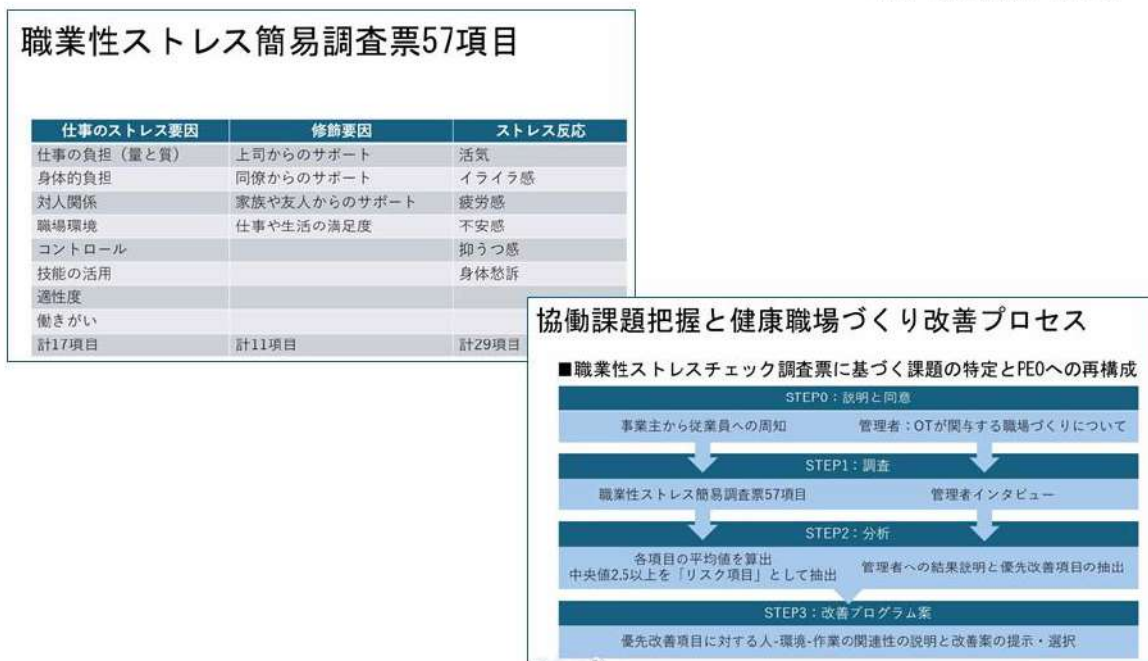 職業性ストレス簡易調査票57項目
仕事のストレス要因 修飾要因 ストレス反応
仕事の負担（量と質） 上司からのサポート 活気
身体的負担 同僚からのサポート イライラ感
対人関係 家族や友人からのサポート 疲労感
職場環境 仕事や生活の満足度 不安感
コントロール 抑うつ感
技能の活用 身体愁訴
適性度
働きがい
計17項目 計11項目 計29項目
協働課題把握と健康職場づくり改善プロセス
■職業性ストレスチェック調査票に基づく課題の特定とPEOへの再構成
STEP0：説明と同意
事業主から従業員への周知 管理者：OTが関与する職場づくりについて
STEP1：調査
職業性ストレス簡易調査票57項目 管理者インタビュー
STEP2：分析
各項目の平均値を算出
中央値2.5以上を「リスク項目」として抽出 管理者への結果説明と優先改善項目の抽出
STEP3：改善プログラム案
優先改善項目に対する人-環境-作業の関連性の説明と改善案の提示・選択